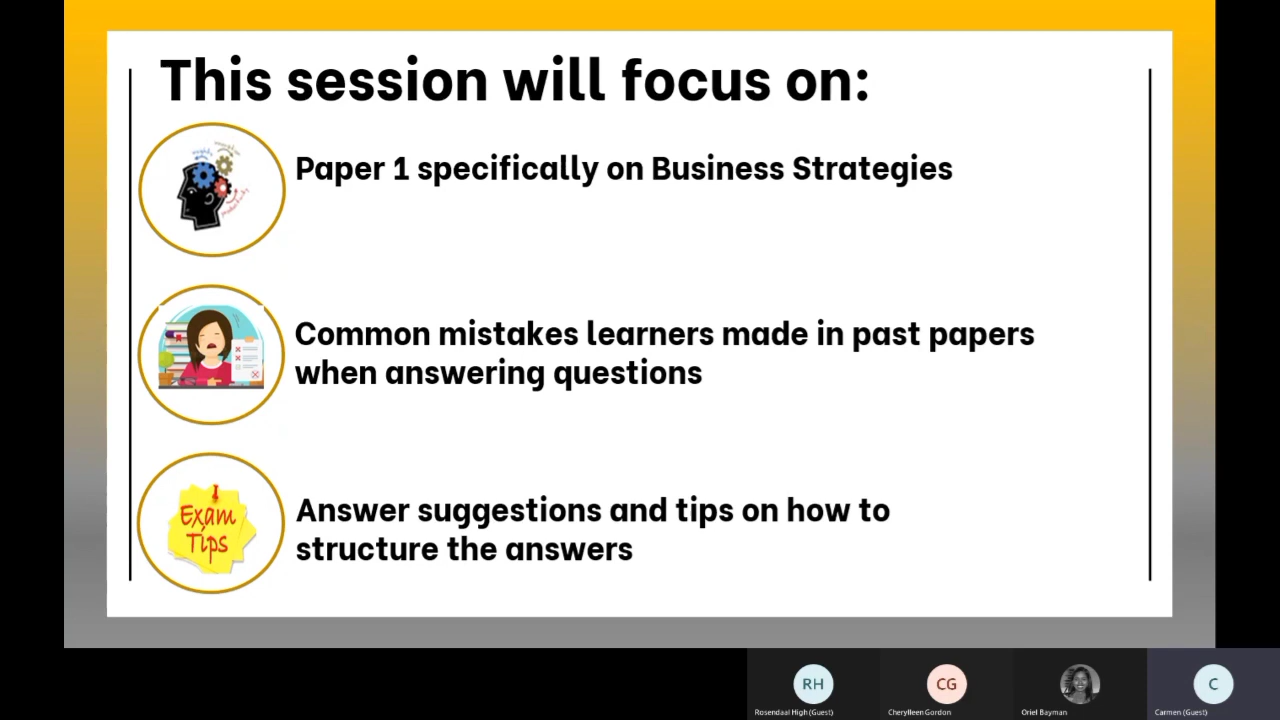 This session will focus on:
Paper 1 specifically on Business Strategies
Common mistakes learners made in past papers
when answering questions
Exam
Tips
Answer suggestions and tips on how to
structure the answers
RH
CG
C
Rosendaal High (Guest)
Cherylleen Gordon
Oriel Bayman
Carmen (Guest)